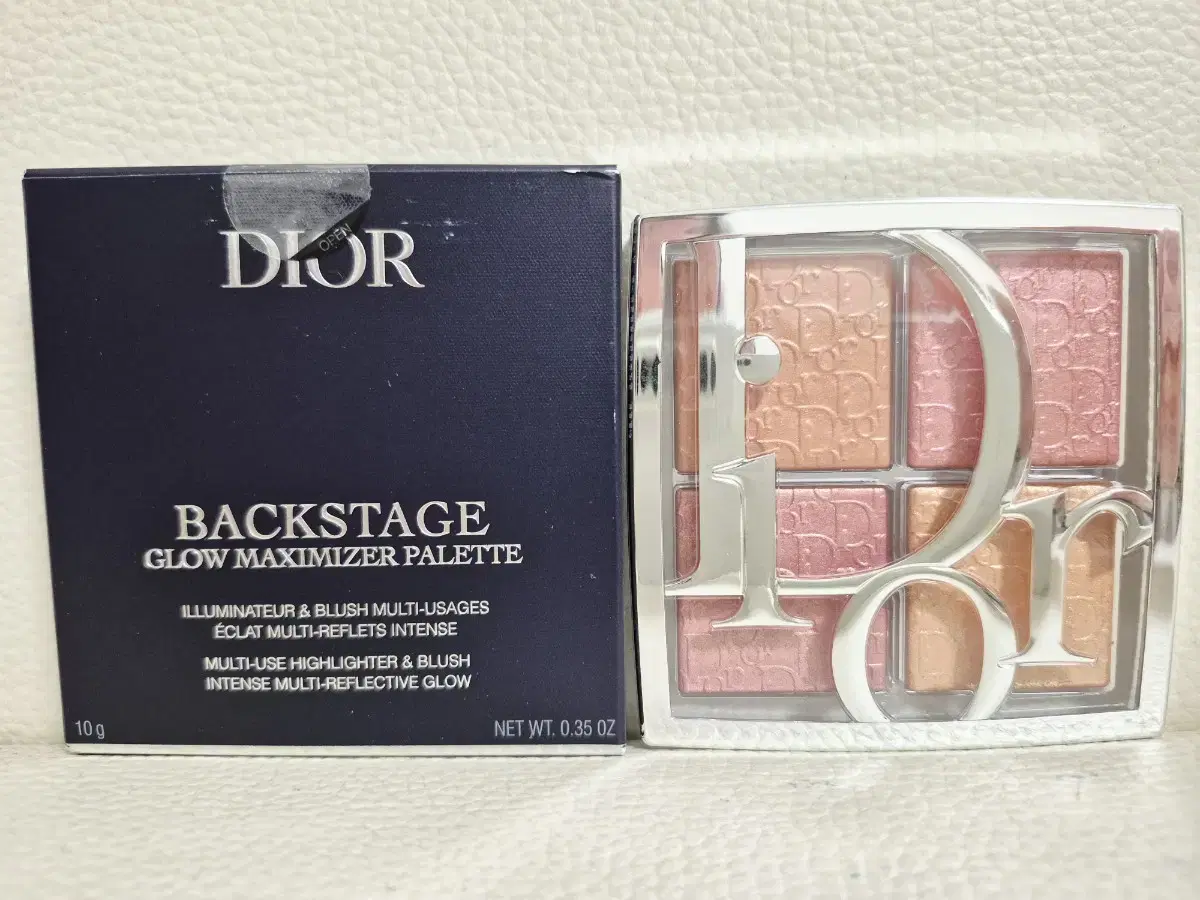 OPEN
DIOR
BACKSTAGE
GLOW MAXIMIZER PALETTE
ILLUMINATEUR & BLUSH MULTI-USAGES
ÉCLAT MULTI-REFLETS INTENSE
MULTI-USE HIGHLIGHTER & BLUSH
INTENSE MULTI-REFLECTIVE GLOW
10 g
NET WT. 0.35 OZ
Dior